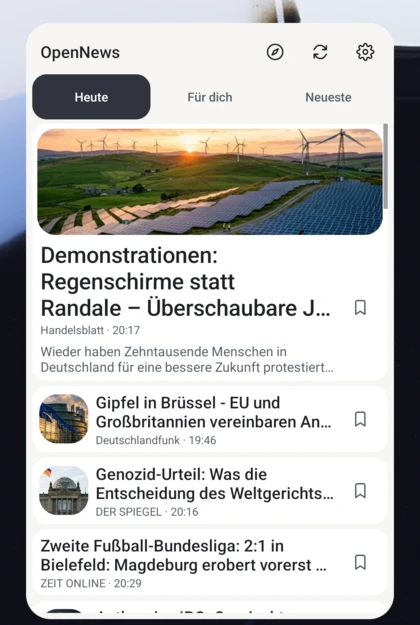 OpenNews
Heute
Für dich
Neueste
Demonstrationen:
Regenschirme statt
Randale – Überschaubare J...
Handelsblatt · 20:17
Wieder haben Zehntausende Menschen in
Deutschland für eine bessere Zukunft protestiert...
Gipfel in Brüssel - EU und
Großbritannien vereinbaren An...
Deutschlandfunk · 19:46
Genozid-Urteil: Was die
Entscheidung des Weltgerichts...
DER SPIEGEL · 20:16
Zweite Fußball-Bundesliga: 2:1 in
Bielefeld: Magdeburg erobert vorerst ...
ZEIT ONLINE · 20:29